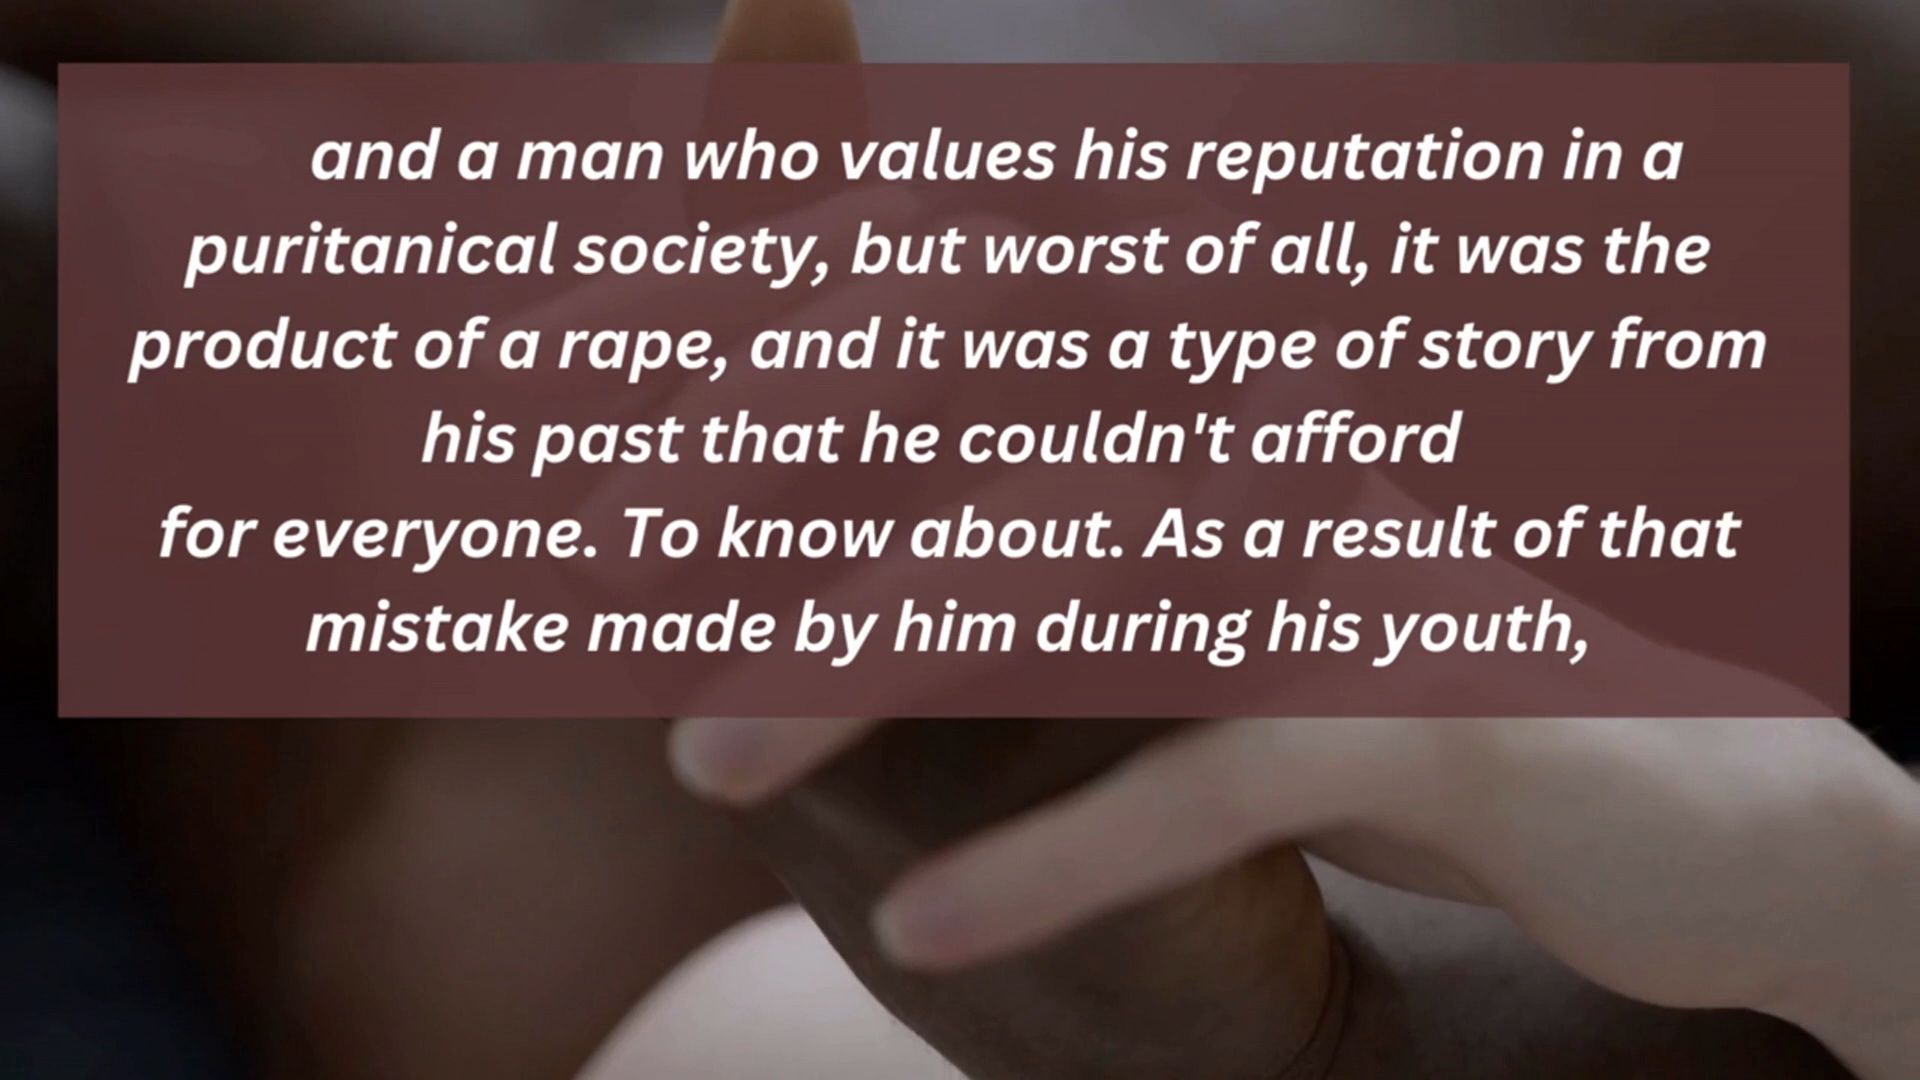 and a man who values his reputation in a
puritanical society, but worst of all, it was the
product of a rape, and it was a type of story from
his past that he couldn't afford
for everyone. To know about. As a result of that
mistake made by him during his youth,